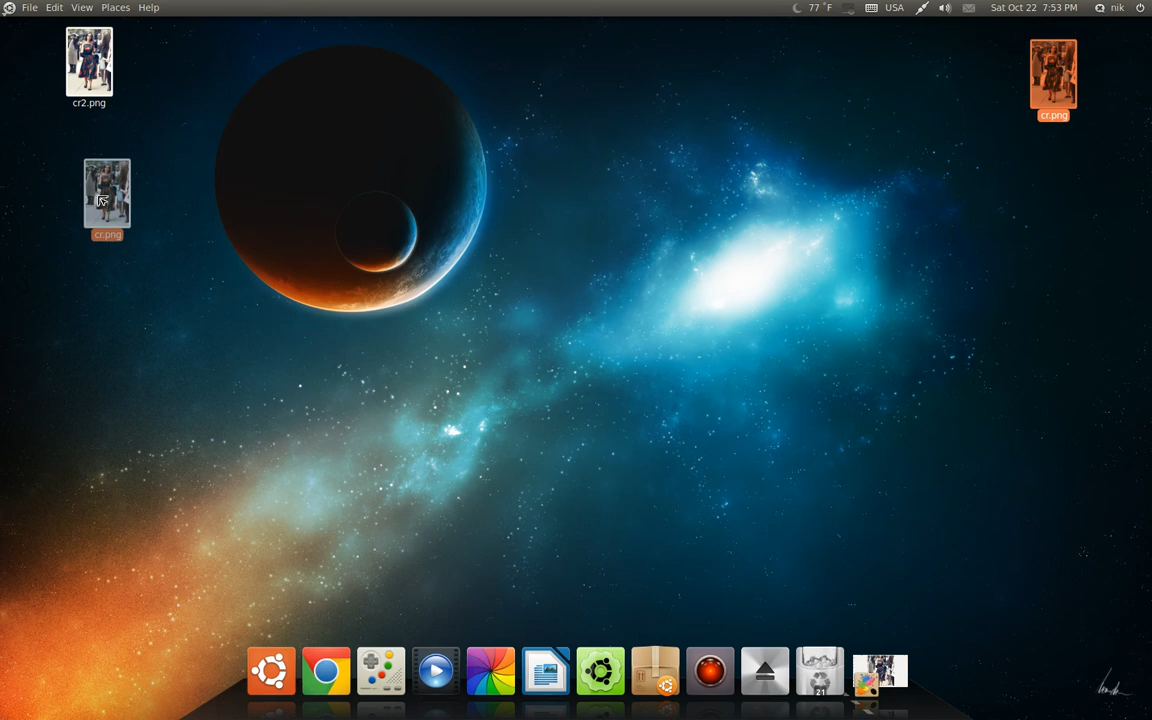 File Edit View Places Help
77 °F USA Sat Oct 22 7:53 PM nik
cr2.png
cr.png
cr.png
21